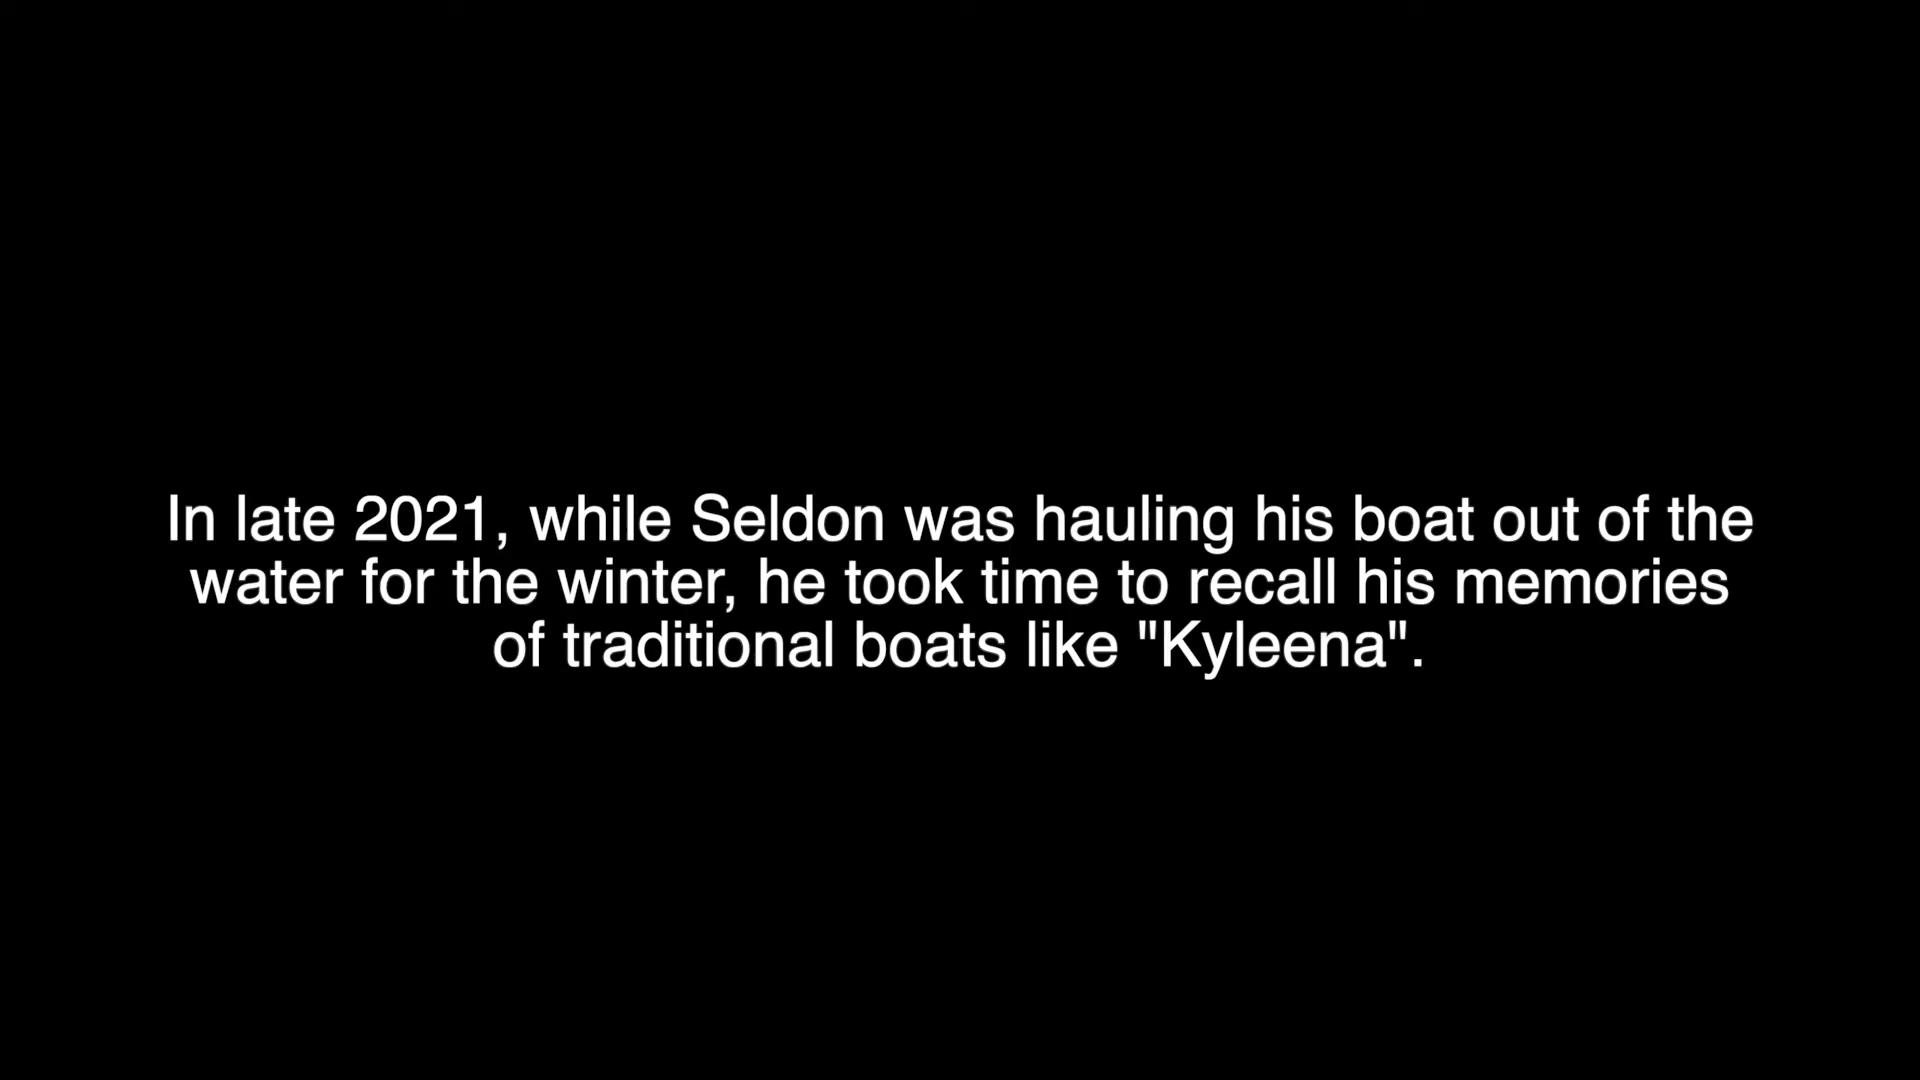 In late 2021, while Seldon was hauling his boat out of the
water for the winter, he took time to recall his memories
of traditional boats like "Kyleena".